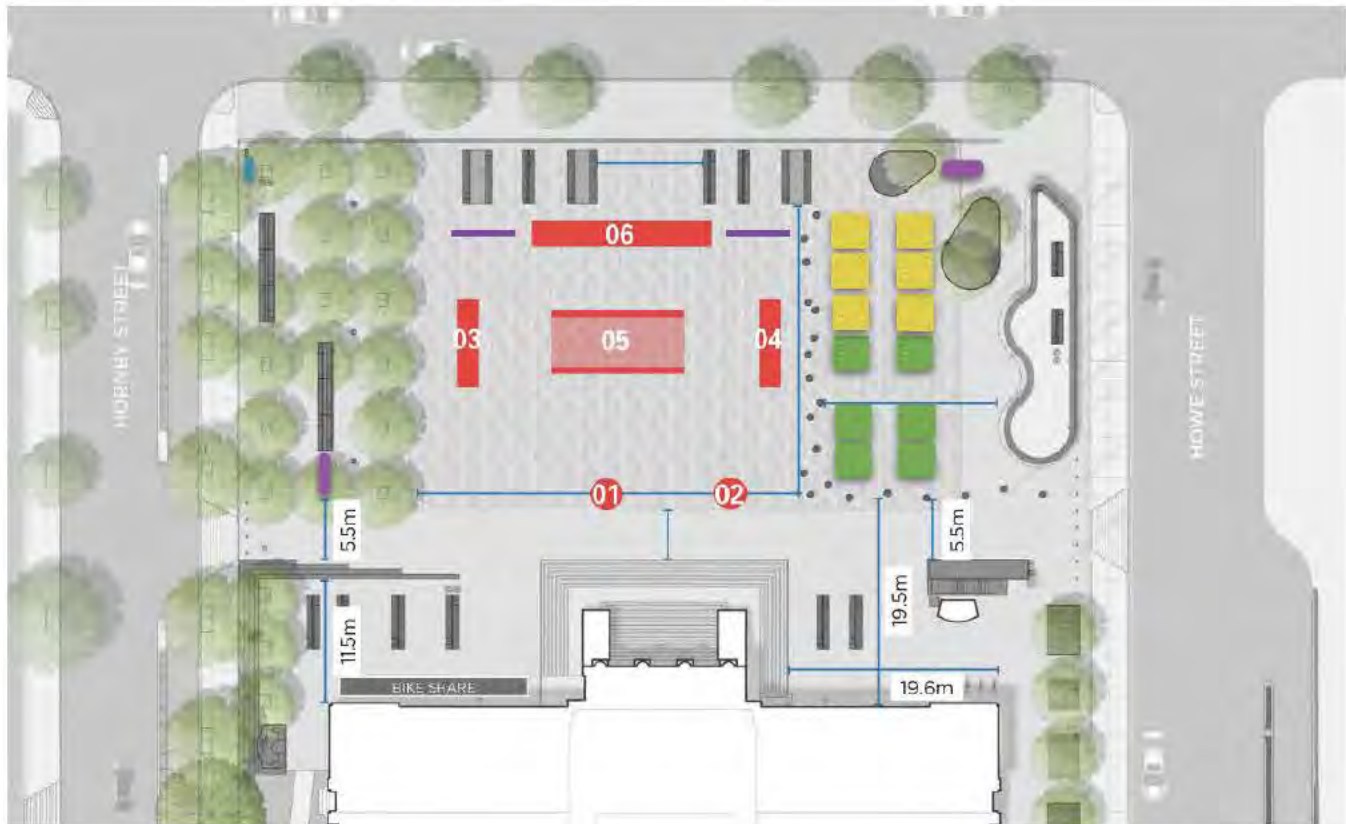 06
03
05
04
HORNBY STREET
HOWE STREET
01
02
5.5m
5.5m
19.5m
11.5m
BIKE SHARE
19.6m